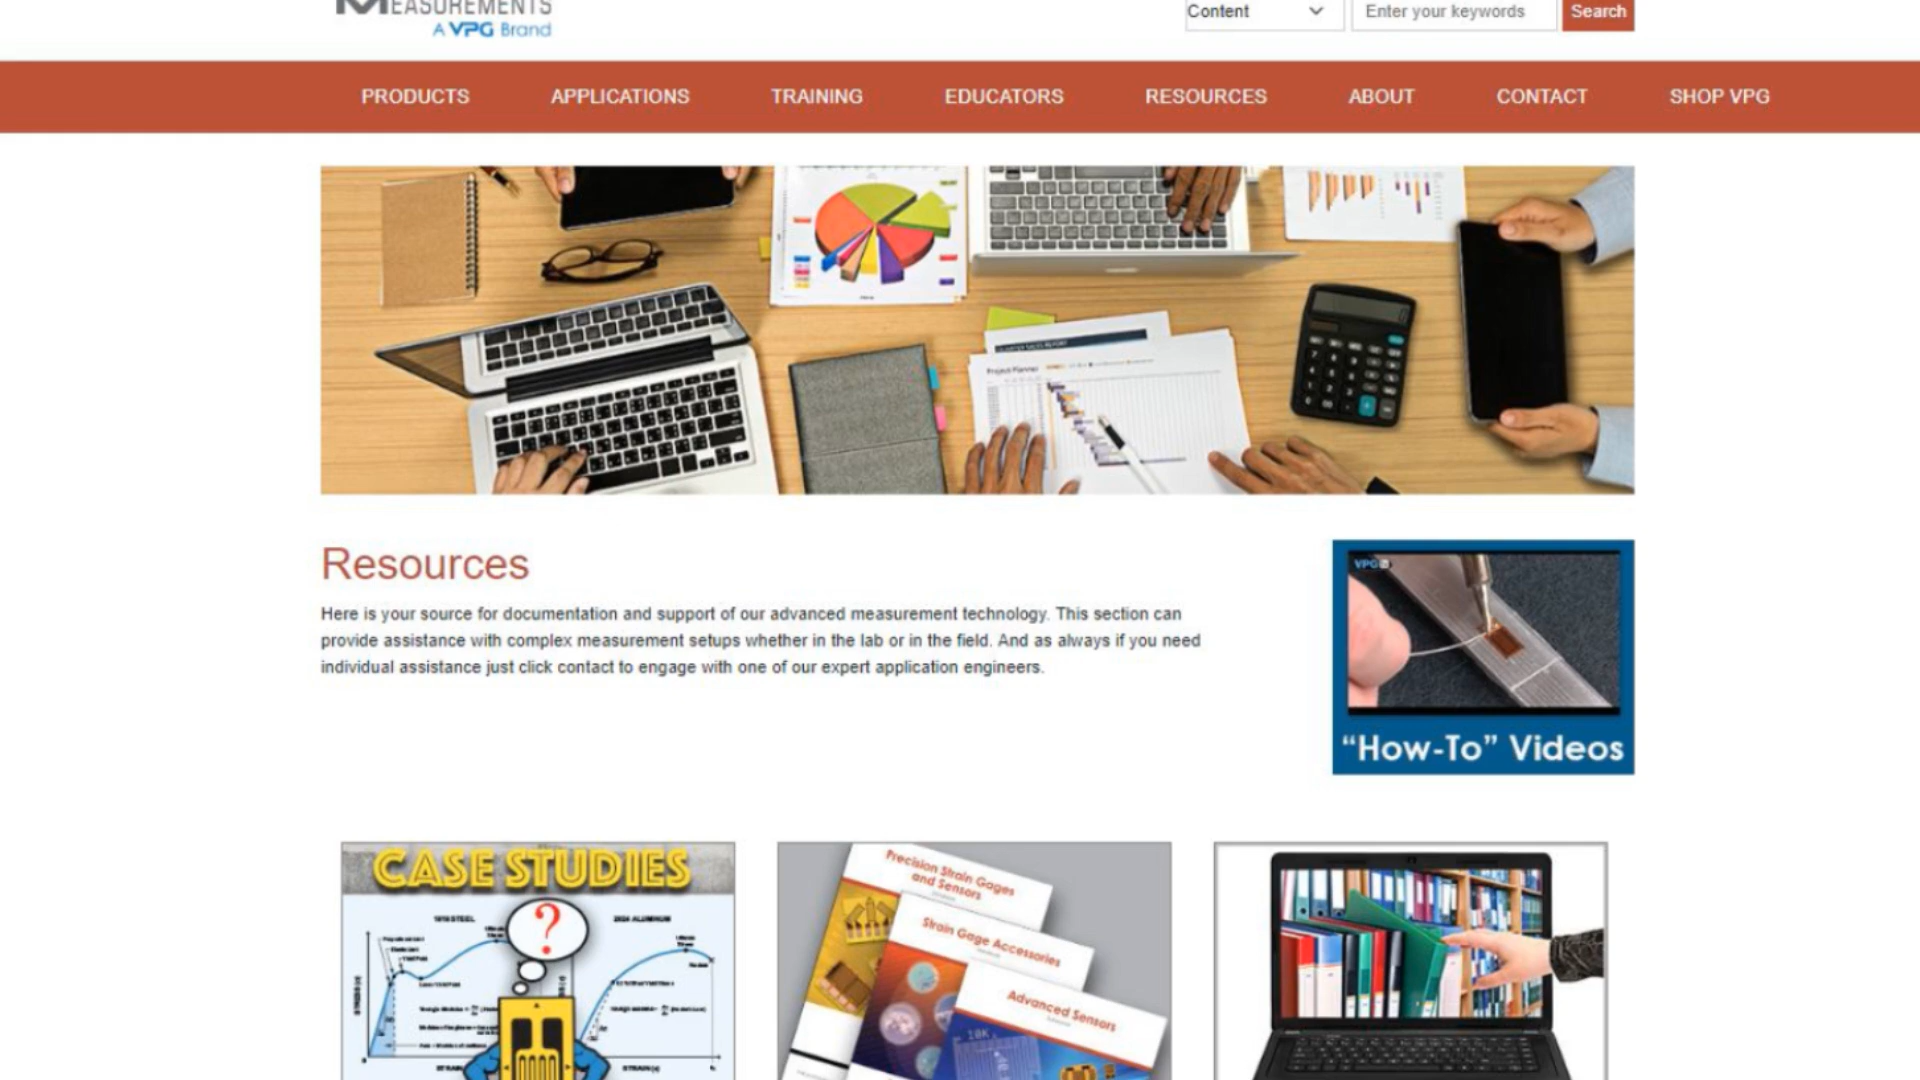 MEASUREMENTS
A VPG Brand
Content
Enter your keywords
Search
PRODUCTS
APPLICATIONS
TRAINING
EDUCATORS
RESOURCES
ABOUT
CONTACT
SHOP VPG
Project Planner
Resources
Here is your source for documentation and support of our advanced measurement technology. This section can
provide assistance with complex measurement setups whether in the lab or in the field. And as always if you need
individual assistance just click contact to engage with one of our expert application engineers.
VPG
“How-To” Videos
CASE STUDIES
1018 STEEL
2024 ALUMINUM
?
Precision Strain Gages
and Sensors
Strain Gage Accessories
Advanced Sensors
10K